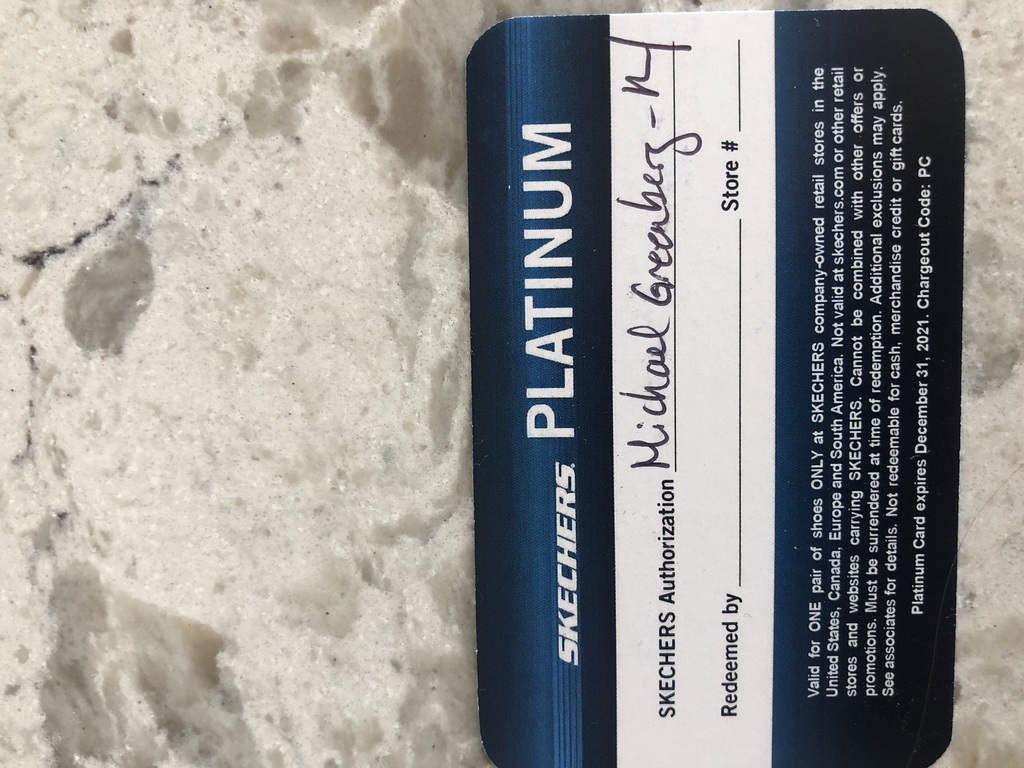 SKECHERS PLATINUM
SKECHERS Authorization Michael Greenberg -
Redeemed by Store #
Valid for ONE pair of shoes ONLY at SKECHERS company-owned retail stores in the
United States, Canada, Europe and South America. Not valid at skechers.com or other retail
stores and websites carrying SKECHERS. Cannot be combined with other offers or
promotions. Must be surrendered at time of redemption. Additional exclusions may apply.
See associates for details. Not redeemable for cash, merchandise credit or gift cards.
Platinum Card expires December 31, 2021. Chargeout Code: PC